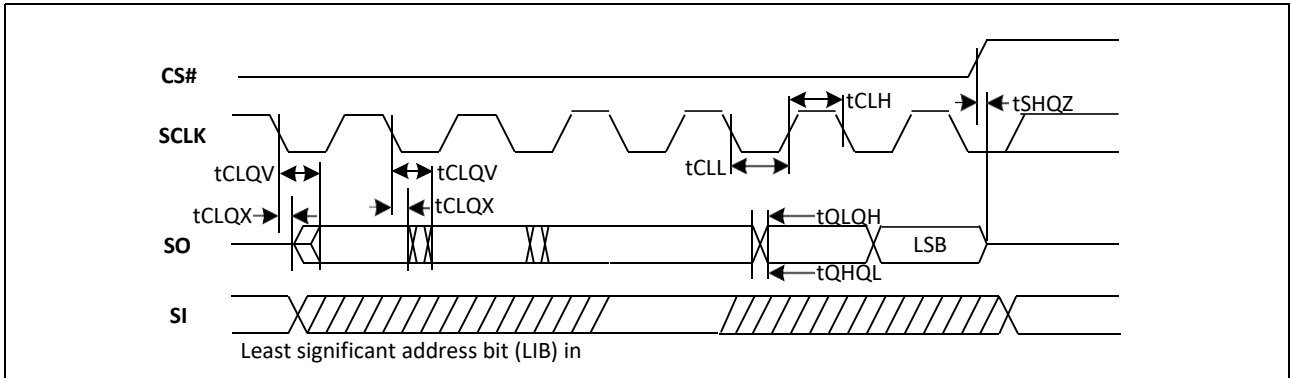 CS#
tCLH
tSHQZ
SCLK
tCLL
tCLQV
tCLQV
tCLQX
tCLQX
tQLQH
SO
LSB
tQHQL
SI
Least significant address bit (LIB) in